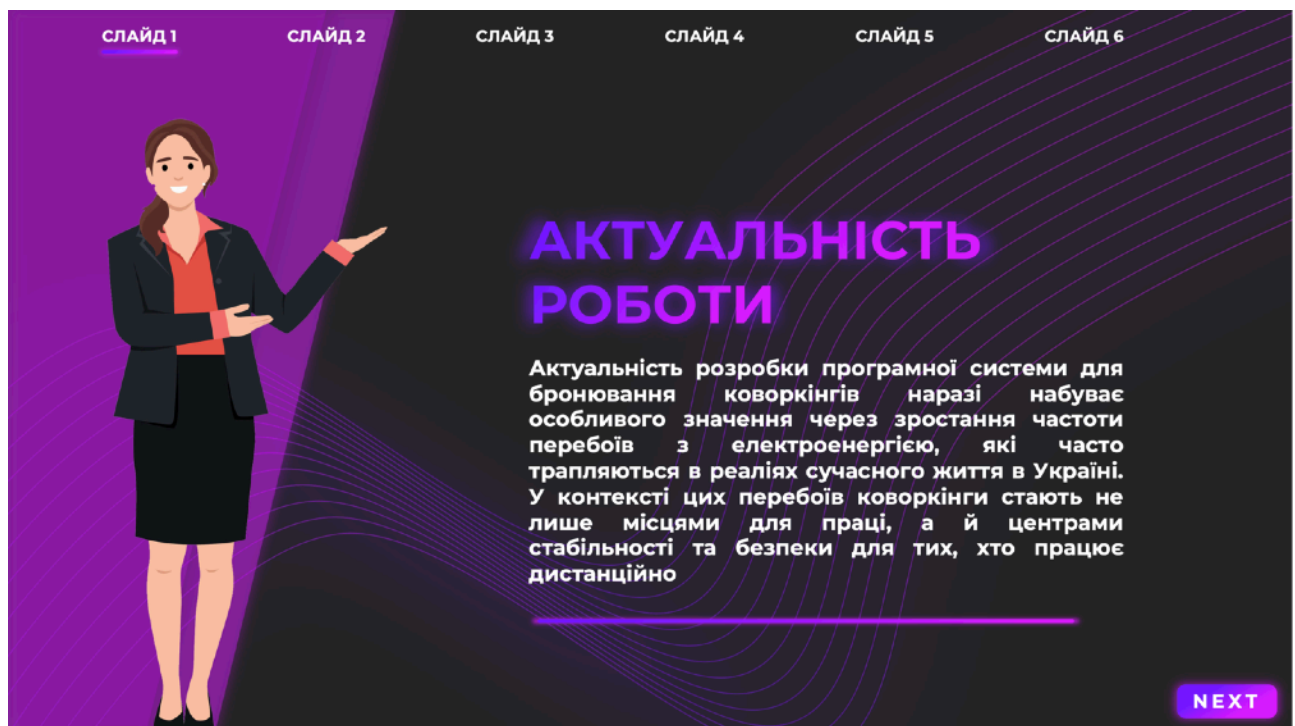 СЛАЙД 1 СЛАЙД 2 СЛАЙД 3 СЛАЙД 4 СЛАЙД 5 СЛАЙД 6
АКТУАЛЬНІСТЬ
РОБОТИ
Актуальність розробки програмної системи для
бронювання коворкінгів наразі набуває
особливого значення через зростання частоти
перебоїв з електроенергією, які часто
трапляються в реаліях сучасного життя в Україні.
У контексті цих перебоїв коворкінги стають не
лише місцями для праці, а й центрами
стабільності та безпеки для тих, хто працює
дистанційно
NEXT